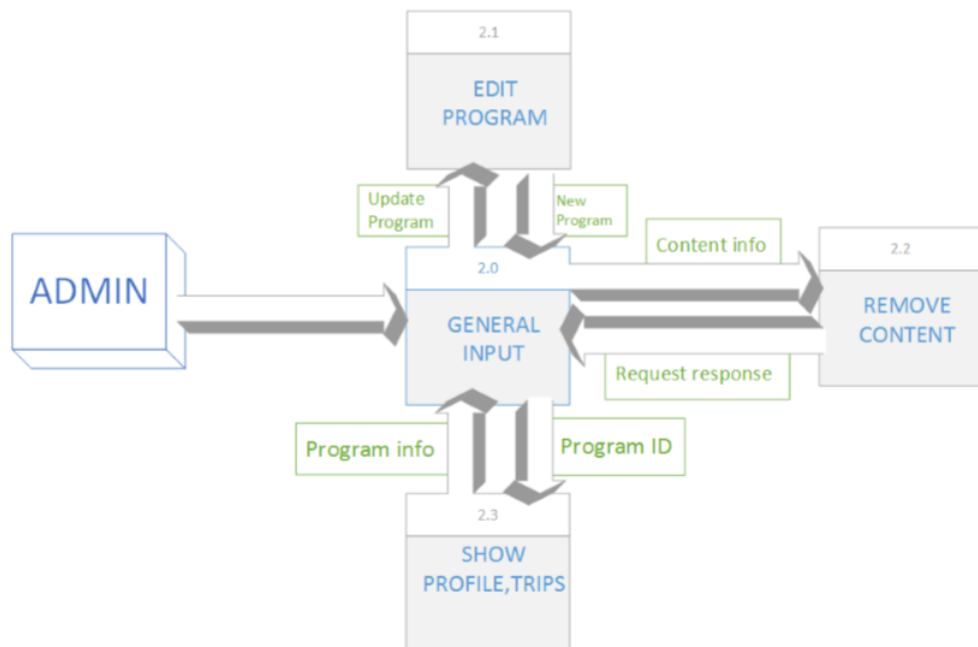 2.1
EDIT
PROGRAM
Update
Program
New
Program
Content info
2.0
2.2
ADMIN
GENERAL
INPUT
REMOVE
CONTENT
Request response
Program info
Program ID
2.3
SHOW
PROFILE,TRIPS